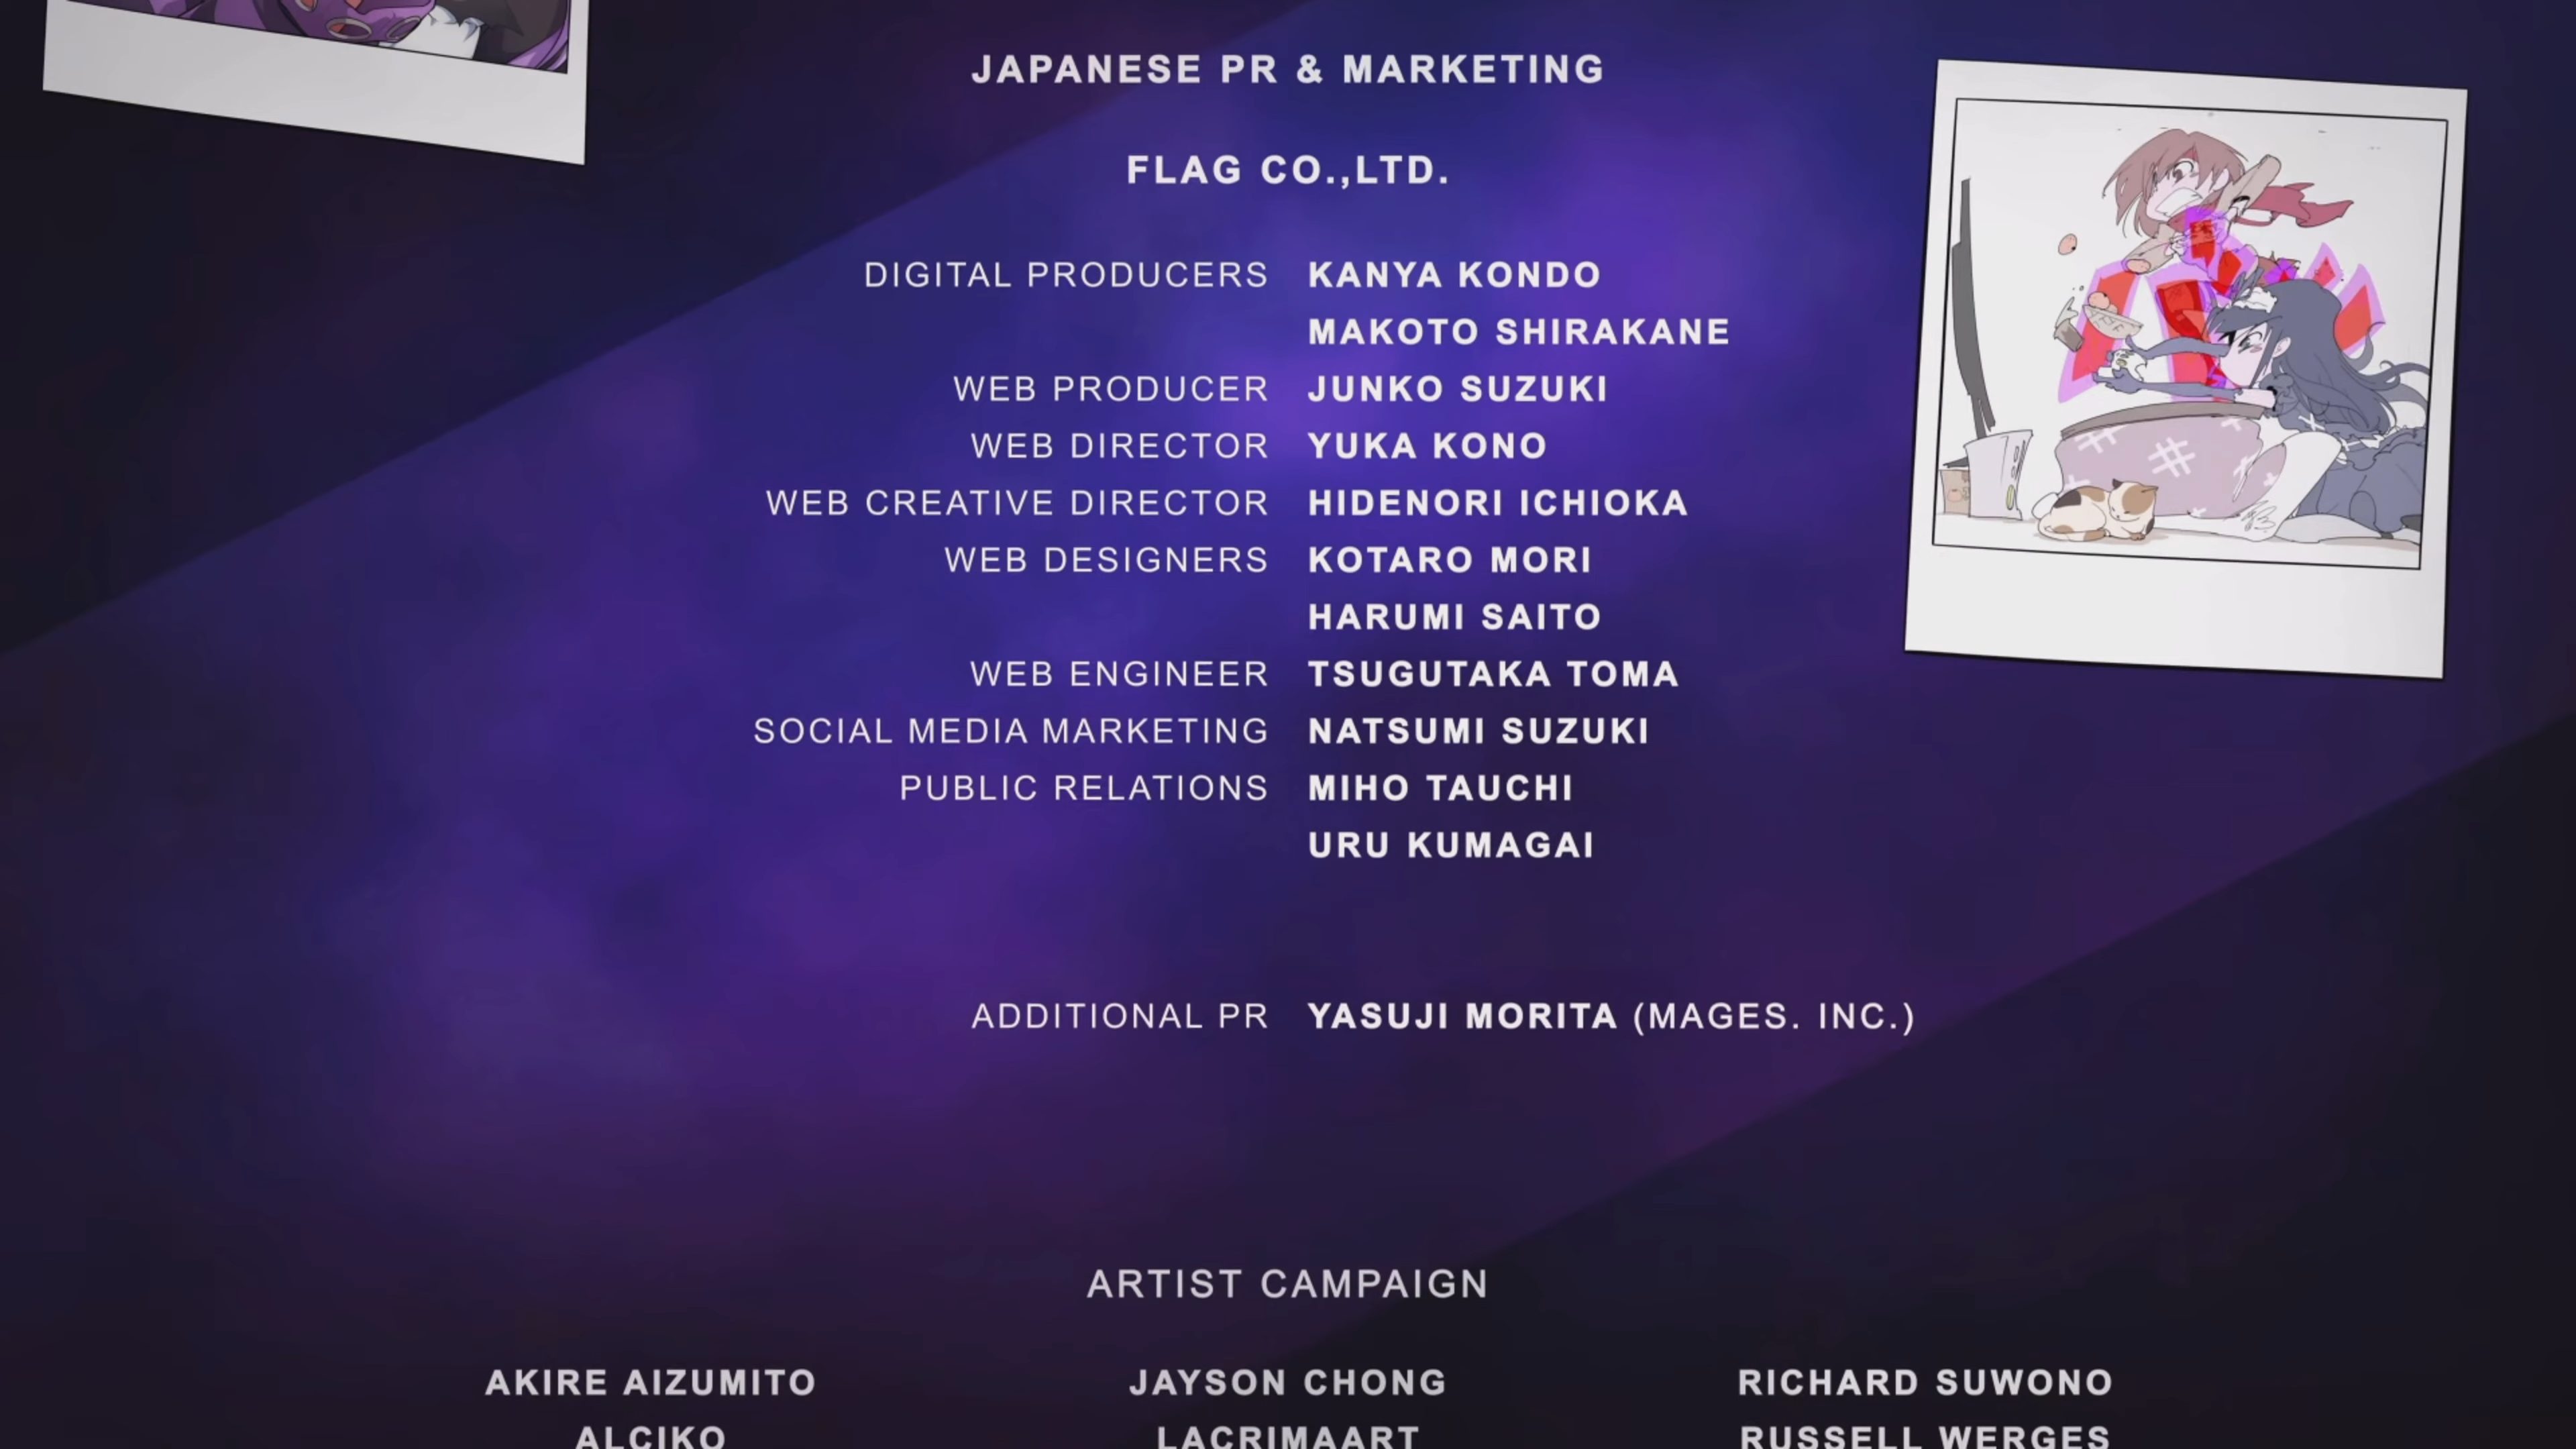 JAPANESE PR & MARKETING
FLAG CO.,LTD.
DIGITAL PRODUCERS KANYA KONDO
MAKOTO SHIRAKANE
WEB PRODUCER JUNKO SUZUKI
WEB DIRECTOR YUKA KONO
WEB CREATIVE DIRECTOR HIDENORI ICHIOKA
WEB DESIGNERS KOTARO MORI
HARUMI SAITO
WEB ENGINEER TSUGUTAKA TOMA
SOCIAL MEDIA MARKETING NATSUMI SUZUKI
PUBLIC RELATIONS MIHO TAUCHI
URU KUMAGAI
ADDITIONAL PR YASUJI MORITA (MAGES. INC.)
ARTIST CAMPAIGN
AKIRE AIZUMITO JAYSON CHONG RICHARD SUWONO
ALCIKO LACRIMAART RUSSELL WERGES